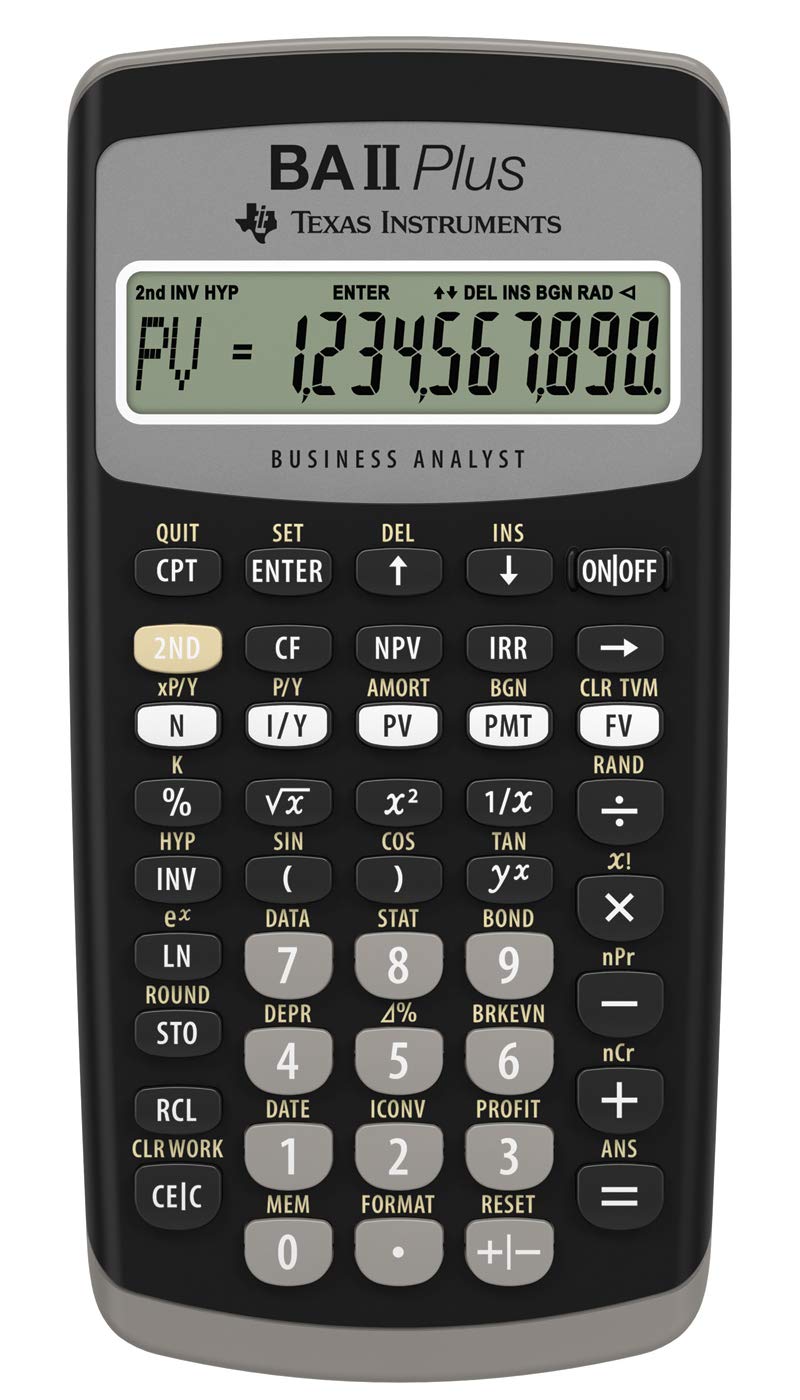 BA II Plus
TEXAS INSTRUMENTS
2nd INV HYP ENTER ↑↓ DEL INS BGN RAD ◁
PV = 1,234,567,890.
BUSINESS ANALYST
QUIT SET DEL INS
CPT ENTER ↑ ↓ ON|OFF
2ND CF NPV IRR →
xP/Y P/Y AMORT BGN CLR TVM
N I/Y PV PMT FV
K RAND
% √x x² 1/x ÷
HYP SIN COS TAN x!
INV ( ) yˣ ×
eˣ DATA STAT BOND nPr
LN 7 8 9 −
ROUND DEPR ⊿% BRKEVN nCr
STO 4 5 6 +
RCL
DATE ICONV PROFIT ANS
CLR WORK 1 2 3 =
CE|C
MEM FORMAT RESET
0 . +|−